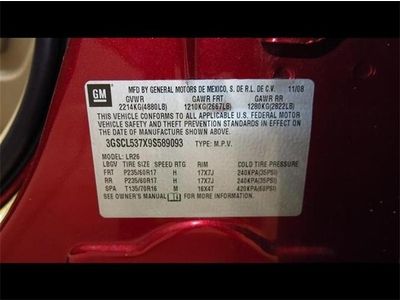 GM
MFD BY GENERAL MOTORS DE MEXICO, S. DE R.L. DE C.V. 11/08
GVWR GAWR FRT GAWR RR
2214KG(4880LB) 1210KG(2667LB) 1280KG(2822LB)
THIS VEHICLE CONFORMS TO ALL APPLICABLE U.S. FEDERAL MOTOR
VEHICLE SAFETY AND THEFT PREVENTION STANDARDS IN
EFFECT ON THE DATE OF MANUFACTURE SHOWN ABOVE.
3GSCL537X9S589093 TYPE: M.P.V.
LBGV MODEL: LR26
LBGV TIRE SIZE SPEED RTG RIM COLD TIRE PRESSURE
FRT P235/60R17 H 17X7J 240KPA(35PSI)
RR P235/60R17 H 17X7J 240KPA(35PSI)
SPA T135/70R16 M 16X4T 420KPA(60PSI)
SEE OWNER'S MANUAL FOR MORE INFORMATION.